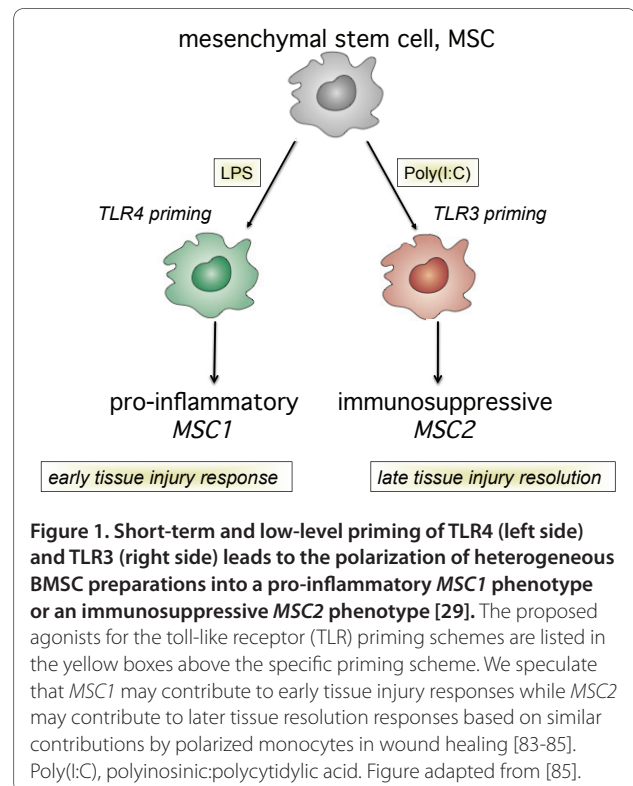 mesenchymal stem cell, MSC
LPS
Poly(I:C)
TLR4 priming
TLR3 priming
pro-inflammatory
MSC1
immunosuppressive
MSC2
early tissue injury response
late tissue injury resolution
Figure 1. Short-term and low-level priming of TLR4 (left side)
and TLR3 (right side) leads to the polarization of heterogeneous
BMSC preparations into a pro-inflammatory MSC1 phenotype
or an immunosuppressive MSC2 phenotype [29]. The proposed
agonists for the toll-like receptor (TLR) priming schemes are listed in
the yellow boxes above the specific priming scheme. We speculate
that MSC1 may contribute to early tissue injury responses while MSC2
may contribute to later tissue resolution responses based on similar
contributions by polarized monocytes in wound healing [83-85].
Poly(I:C), polyinosinic:polycytidylic acid. Figure adapted from [85].